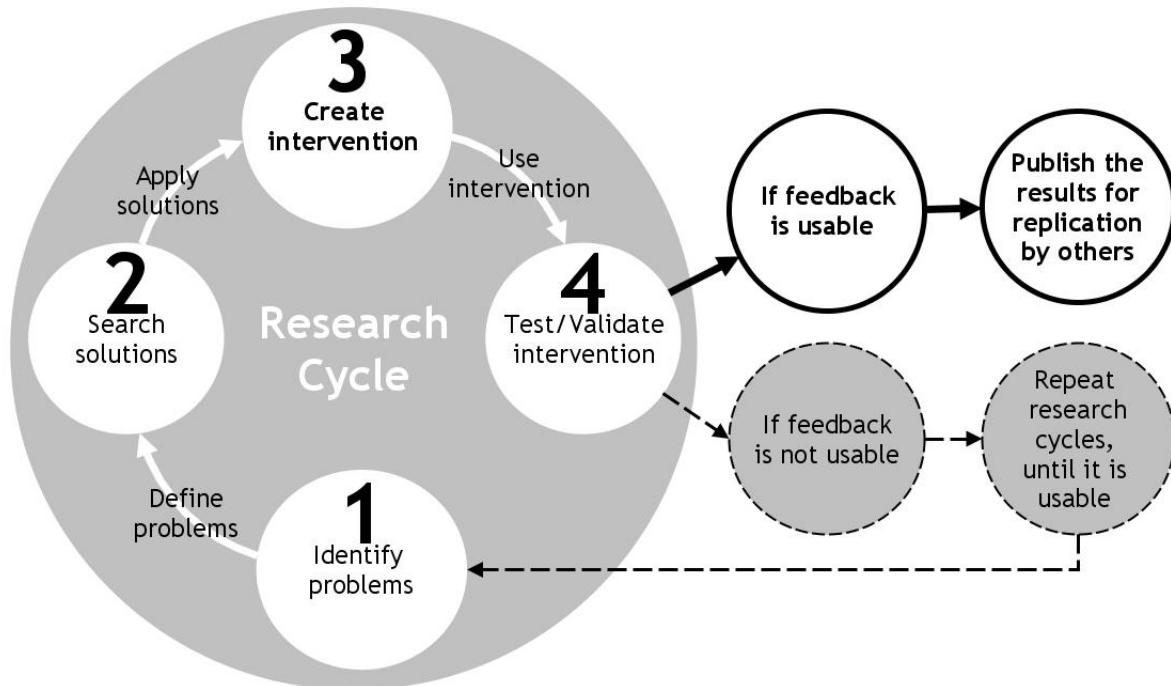 3
Create
intervention
Apply
solutions
Use
intervention
2
Search
solutions
Research
Cycle
4
Test/Validate
intervention
Define
problems
1
Identify
problems
If feedback
is usable
Publish the
results for
replication
by others
If feedback
is not usable
Repeat
research
cycles,
until it is
usable